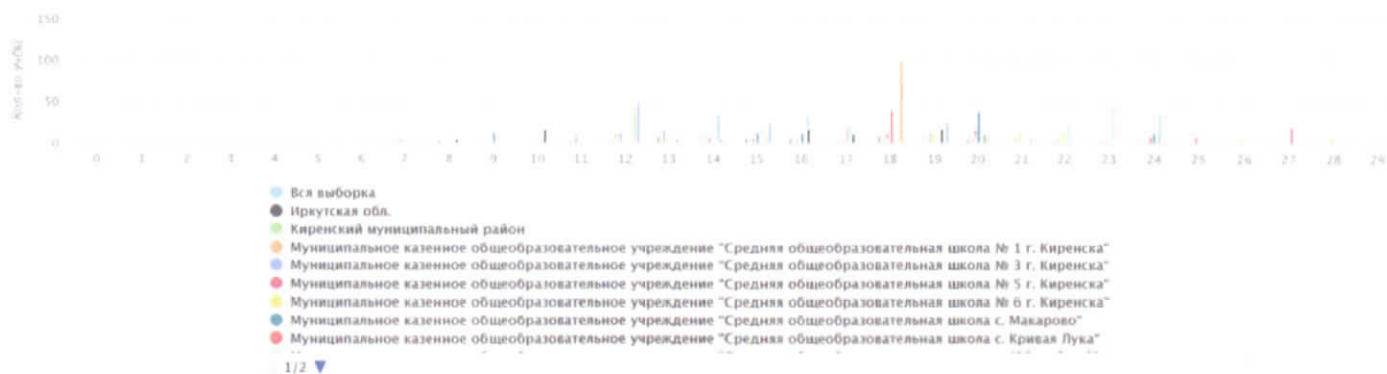 150
100
50
0
0 1 2 3 4 5 6 7 8 9 10 11 12 13 14 15 16 17 18 19 20 21 22 23 24 25 26 27 28 29
Вся выборка
Иркутская обл.
Киренский муниципальный район
Муниципальное казенное общеобразовательное учреждение "Средняя общеобразовательная школа № 1 г. Киренска"
Муниципальное казенное общеобразовательное учреждение "Средняя общеобразовательная школа № 3 г. Киренска"
Муниципальное казенное общеобразовательное учреждение "Средняя общеобразовательная школа № 5 г. Киренска"
Муниципальное казенное общеобразовательное учреждение "Средняя общеобразовательная школа № 6 г. Киренска"
Муниципальное казенное общеобразовательное учреждение "Средняя общеобразовательная школа с. Макарово"
Муниципальное казенное общеобразовательное учреждение "Средняя общеобразовательная школа с. Кривая Лука"
1/2